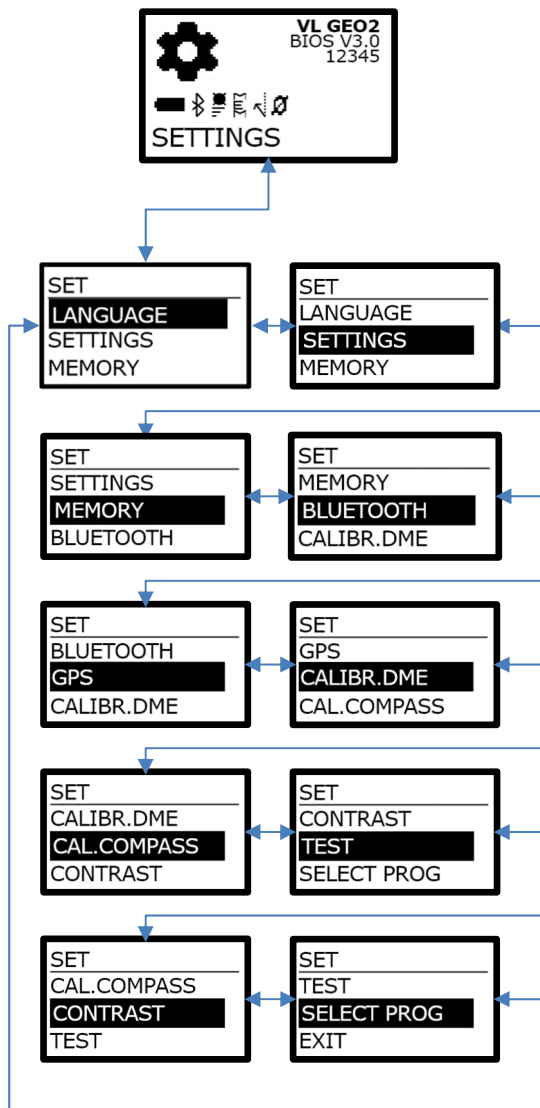 VL GEO2
BIOS V3.0
12345
SETTINGS
SET
LANGUAGE
SETTINGS
MEMORY
SET
LANGUAGE
SETTINGS
MEMORY
SET
SETTINGS
MEMORY
BLUETOOTH
SET
MEMORY
BLUETOOTH
CALIBR.DME
SET
BLUETOOTH
GPS
CALIBR.DME
SET
GPS
CALIBR.DME
CAL.COMPASS
SET
CALIBR.DME
CAL.COMPASS
CONTRAST
SET
CONTRAST
TEST
SELECT PROG
SET
CAL.COMPASS
CONTRAST
TEST
SET
TEST
SELECT PROG
EXIT